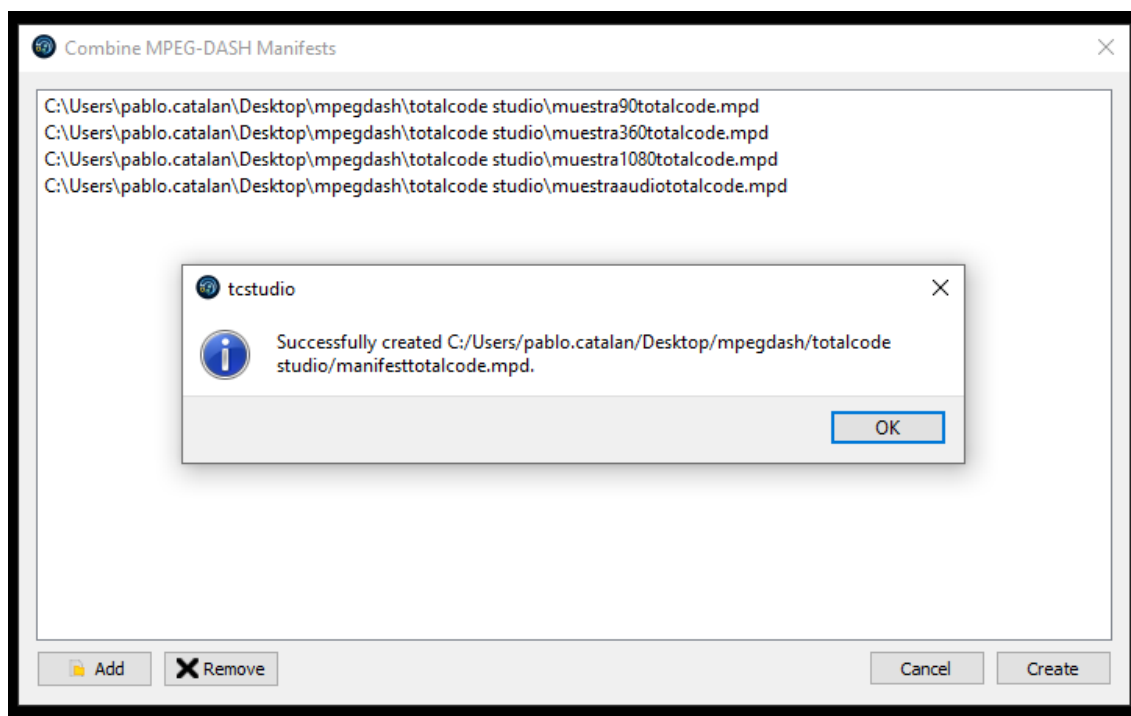 Combine MPEG-DASH Manifests
C:\Users\pablo.catalan\Desktop\mpegdash\totalcode studio\muestra90totalcode.mpd
C:\Users\pablo.catalan\Desktop\mpegdash\totalcode studio\muestra360totalcode.mpd
C:\Users\pablo.catalan\Desktop\mpegdash\totalcode studio\muestra1080totalcode.mpd
C:\Users\pablo.catalan\Desktop\mpegdash\totalcode studio\muestraaudiototalcode.mpd
tcstudio
Successfully created C:/Users/pablo.catalan/Desktop/mpegdash/totalcode
studio/manifesttotalcode.mpd.
OK
Add Remove Cancel Create